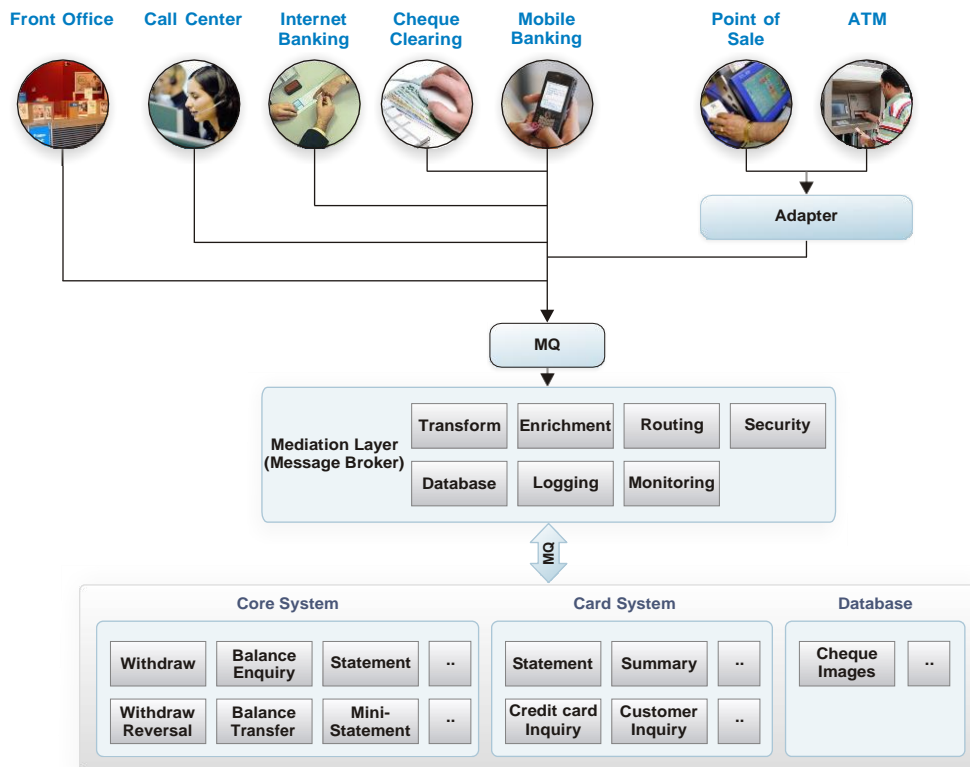 Front Office
Call Center
Internet
Banking
Cheque
Clearing
Mobile
Banking
Point of
Sale
ATM
Adapter
MQ
Mediation Layer
(Message Broker)
Transform
Enrichment
Routing
Security
Database
Logging
Monitoring
MQ
Core System
Card System
Database
Withdraw
Balance
Enquiry
Statement
..
Withdraw
Reversal
Balance
Transfer
Mini-
Statement
..
Statement
Summary
..
Credit card
Inquiry
Customer
Inquiry
..
Cheque
Images
..